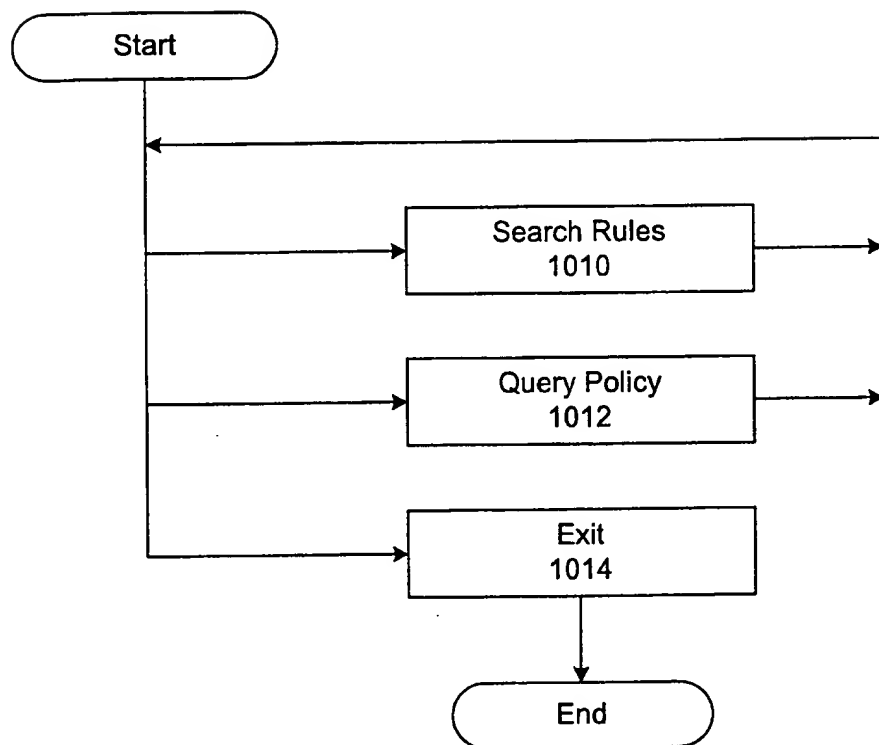 Start
Search Rules
1010
Query Policy
1012
Exit
1014
End